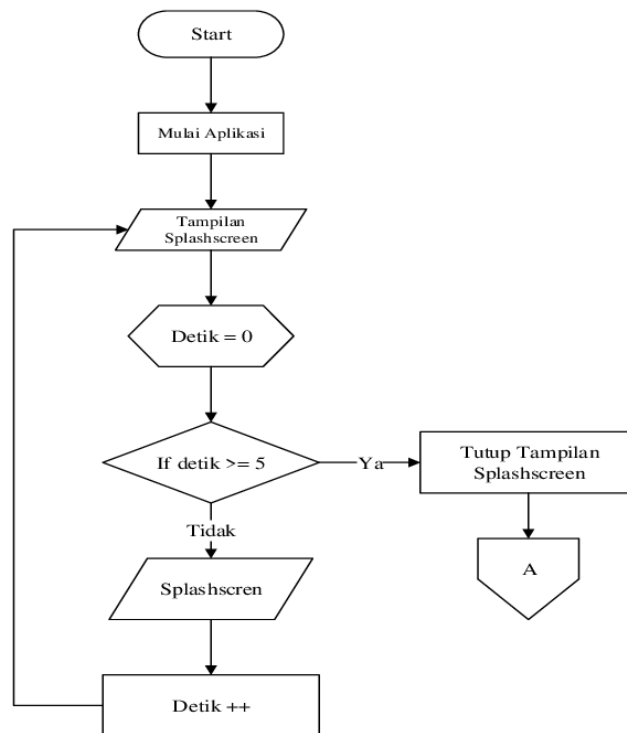 Start
Mulai Aplikasi
Tampilan
Splashscreen
Detik = 0
If detik >= 5
Ya
Tutup Tampilan
Splashscreen
Tidak
A
Splashscren
Detik ++